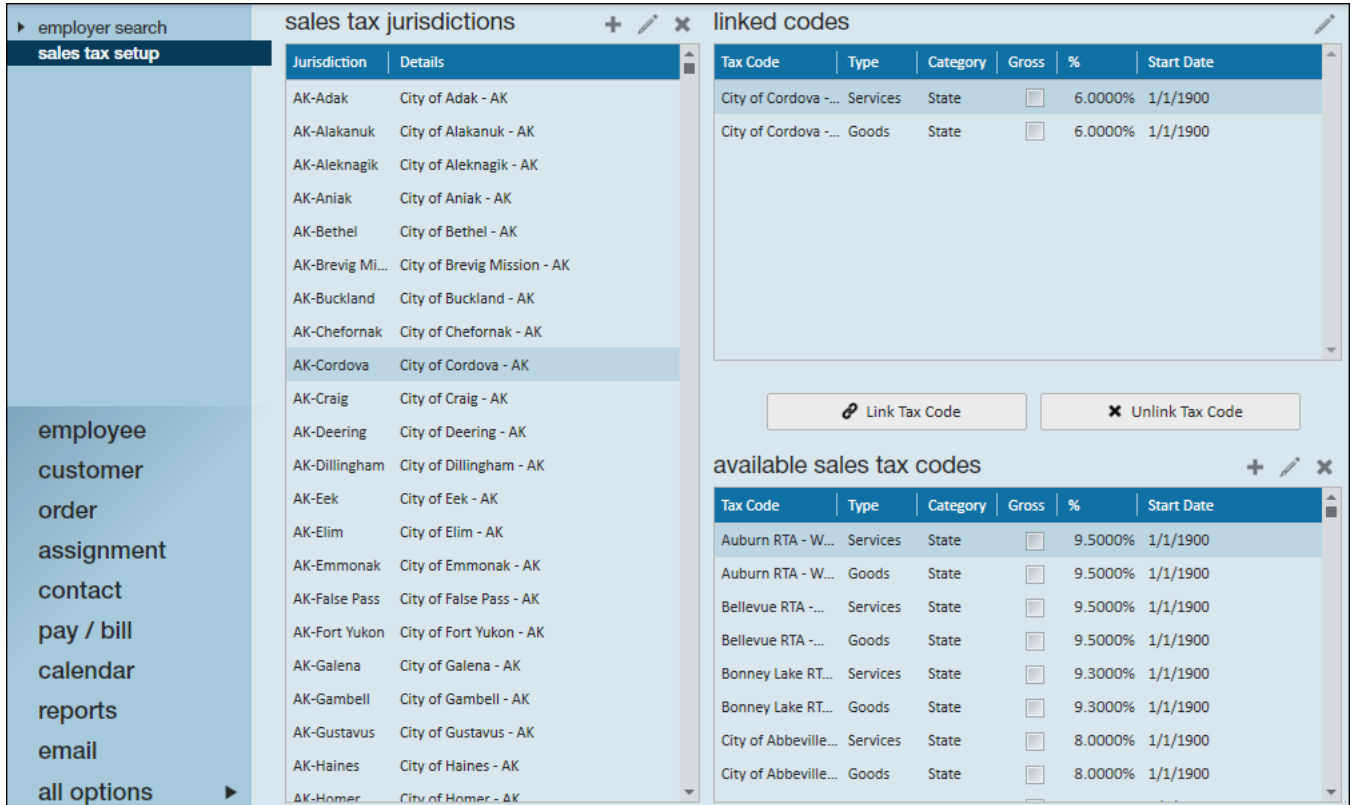 employer search
sales tax setup
employee
customer
order
assignment
contact
pay / bill
calendar
reports
email
all options
sales tax jurisdictions
Jurisdiction Details
AK-Adak City of Adak - AK
AK-Alakanuk City of Alakanuk - AK
AK-Aleknagik City of Aleknagik - AK
AK-Aniak City of Aniak - AK
AK-Bethel City of Bethel - AK
AK-Brevig Mi... City of Brevig Mission - AK
AK-Buckland City of Buckland - AK
AK-Chefornak City of Chefornak - AK
AK-Cordova City of Cordova - AK
AK-Craig City of Craig - AK
AK-Deering City of Deering - AK
AK-Dillingham City of Dillingham - AK
AK-Eek City of Eek - AK
AK-Elim City of Elim - AK
AK-Emmonak City of Emmonak - AK
AK-False Pass City of False Pass - AK
AK-Fort Yukon City of Fort Yukon - AK
AK-Galena City of Galena - AK
AK-Gambell City of Gambell - AK
AK-Gustavus City of Gustavus - AK
AK-Haines City of Haines - AK
AK-Homer City of Homer - AK
linked codes
Tax Code Type Category Gross % Start Date
City of Cordova -... Services State 6.0000% 1/1/1900
City of Cordova -... Goods State 6.0000% 1/1/1900
Link Tax Code
Unlink Tax Code
available sales tax codes
Tax Code Type Category Gross % Start Date
Auburn RTA - W... Services State 9.5000% 1/1/1900
Auburn RTA - W... Goods State 9.5000% 1/1/1900
Bellevue RTA -... Services State 9.5000% 1/1/1900
Bellevue RTA -... Goods State 9.5000% 1/1/1900
Bonney Lake RT... Services State 9.3000% 1/1/1900
Bonney Lake RT... Goods State 9.3000% 1/1/1900
City of Abbeville... Services State 8.0000% 1/1/1900
City of Abbeville... Goods State 8.0000% 1/1/1900